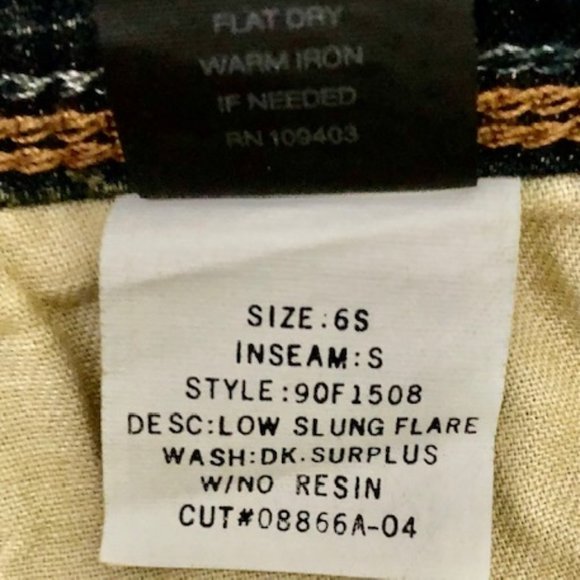 FLAT DRY
WARM IRON
IF NEEDED
RN 109403
SIZE:6S
INSEAM:S
STYLE:90F1508
DESC:LOW SLUNG FLARE
WASH:DK.SURPLUS
W/NO RESIN
CUT#08866A-04